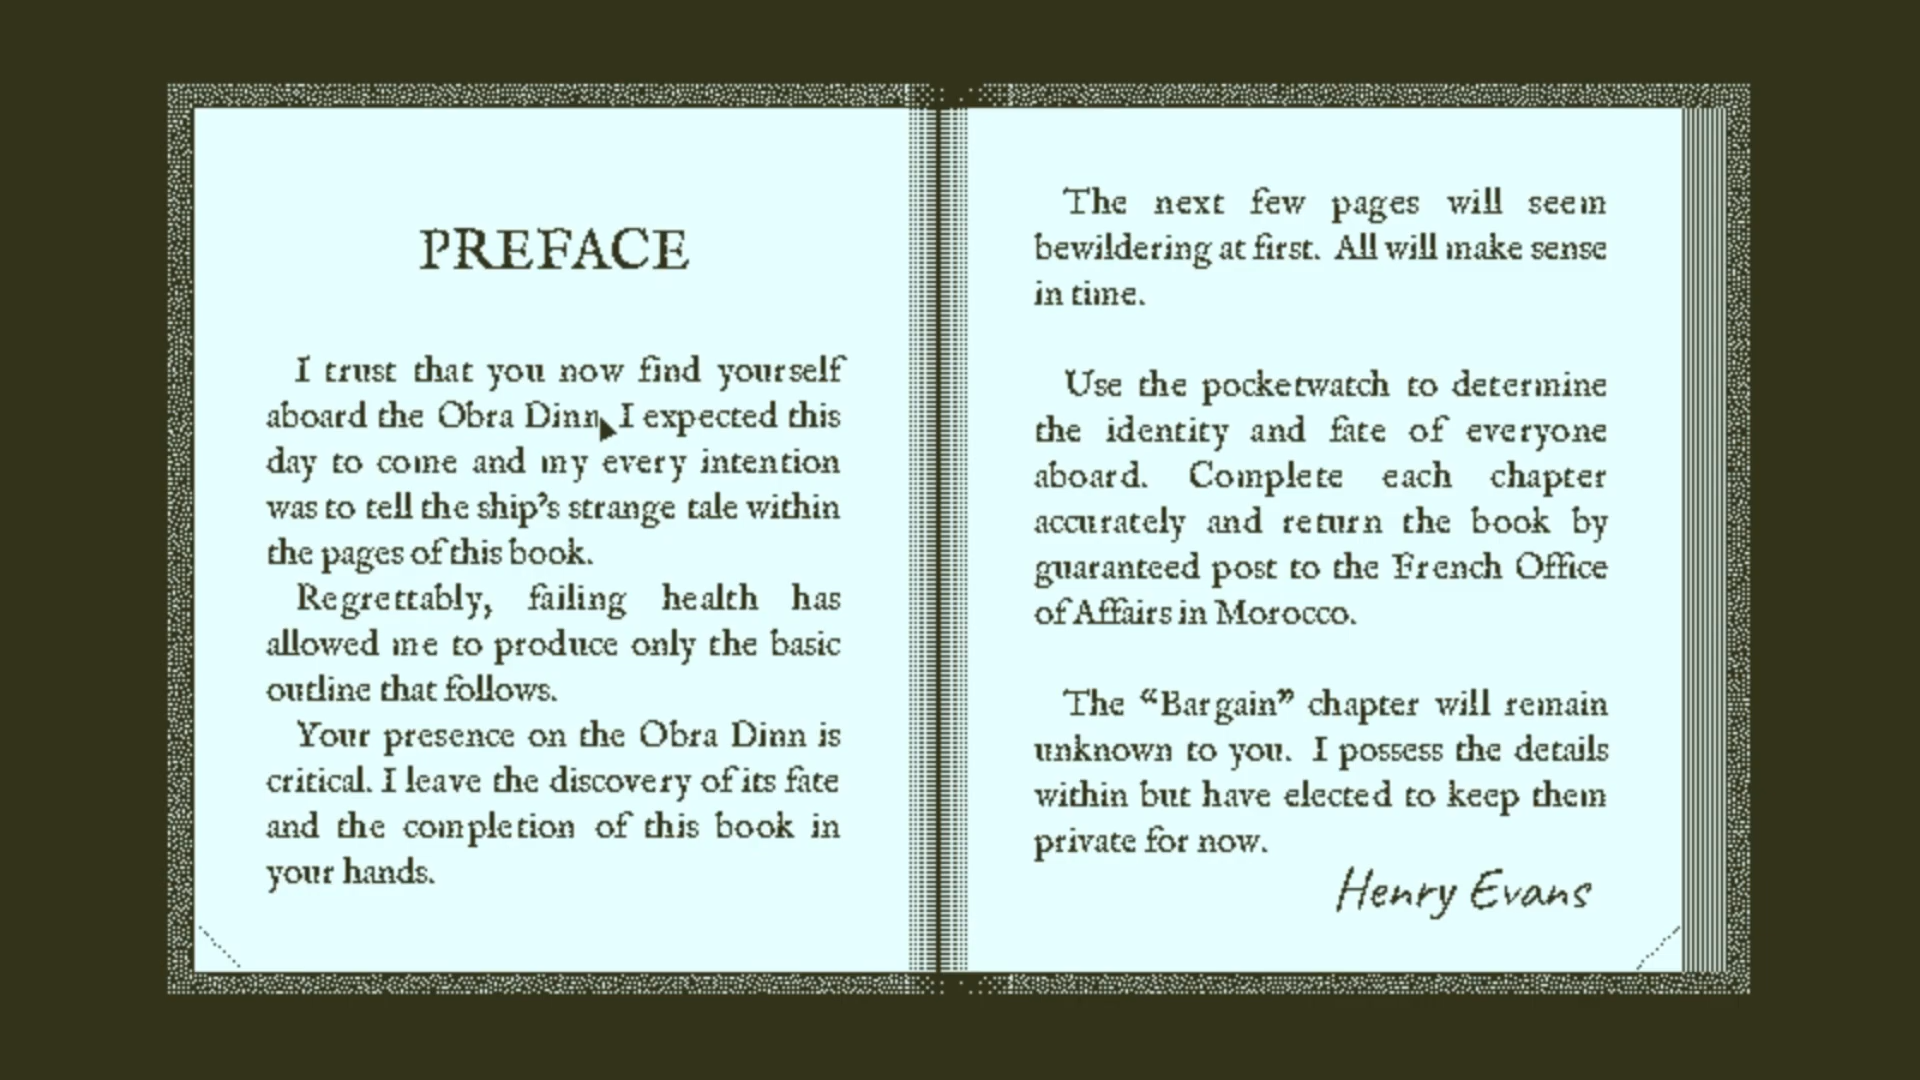 PREFACE
I trust that you now find yourself
aboard the Obra Dinn. I expected this
day to come and my every intention
was to tell the ship's strange tale within
the pages of this book.
Regrettably, failing health has
allowed me to produce only the basic
outline that follows.
Your presence on the Obra Dinn is
critical. I leave the discovery of its fate
and the completion of this book in
your hands.
The next few pages will seem
bewildering at first. All will make sense
in time.
Use the pocketwatch to determine
the identity and fate of everyone
aboard. Complete each chapter
accurately and return the book by
guaranteed post to the French Office
of Affairs in Morocco.
The “Bargain” chapter will remain
unknown to you. I possess the details
within but have elected to keep them
private for now.
Henry Evans